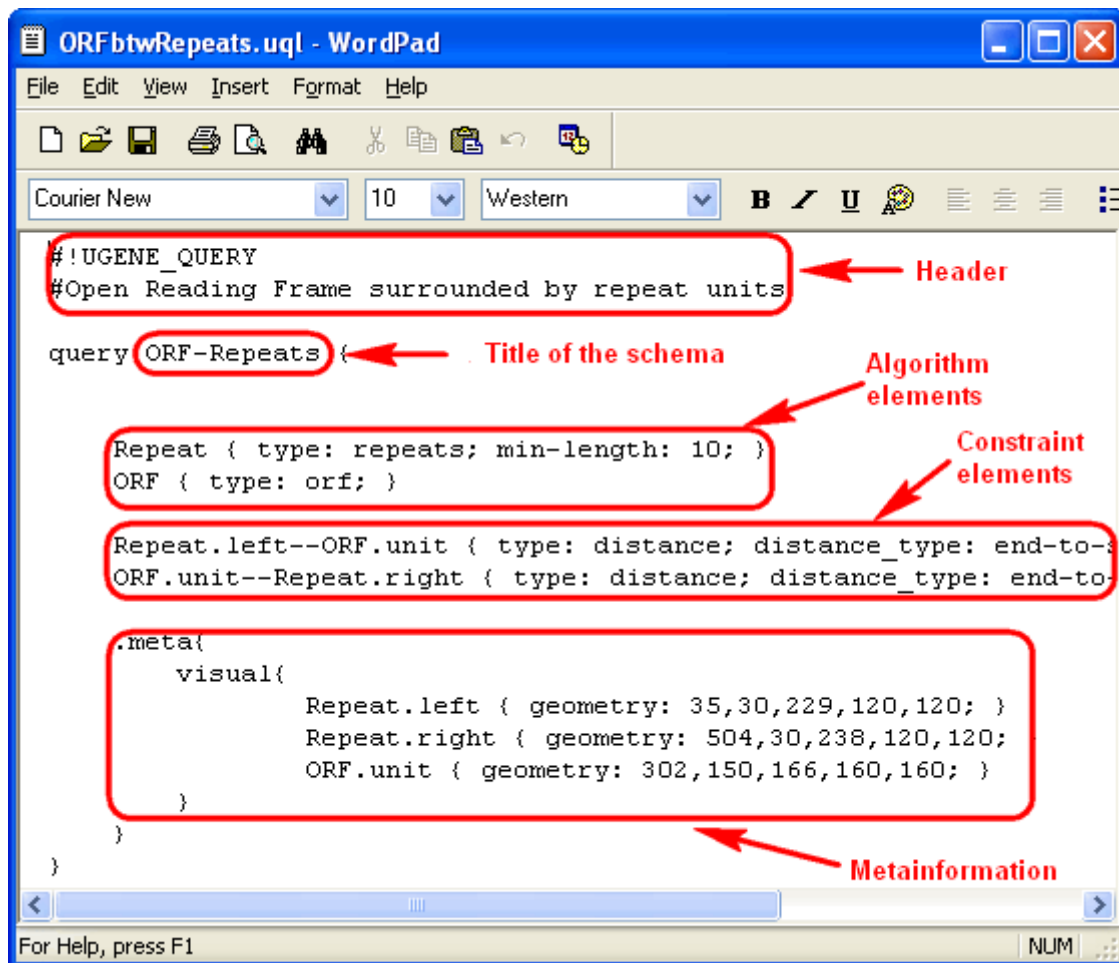 ORFbtwRepeats.uql - WordPad
File Edit View Insert Format Help
Courier New 10 Western B / U
#!UGENE_QUERY
#Open Reading Frame surrounded by repeat units
Header
query ORF-Repeats {
Title of the schema
Algorithm
elements
Repeat { type: repeats; min-length: 10; }
ORF { type: orf; }
Constraint
elements
Repeat.left--ORF.unit { type: distance; distance_type: end-to-s
ORF.unit--Repeat.right { type: distance; distance_type: end-to-
.meta{
visual{
Repeat.left { geometry: 35,30,229,120,120; }
Repeat.right { geometry: 504,30,238,120,120;
ORF.unit { geometry: 302,150,166,160,160; }
}
}
}
Metainformation
For Help, press F1 NUM